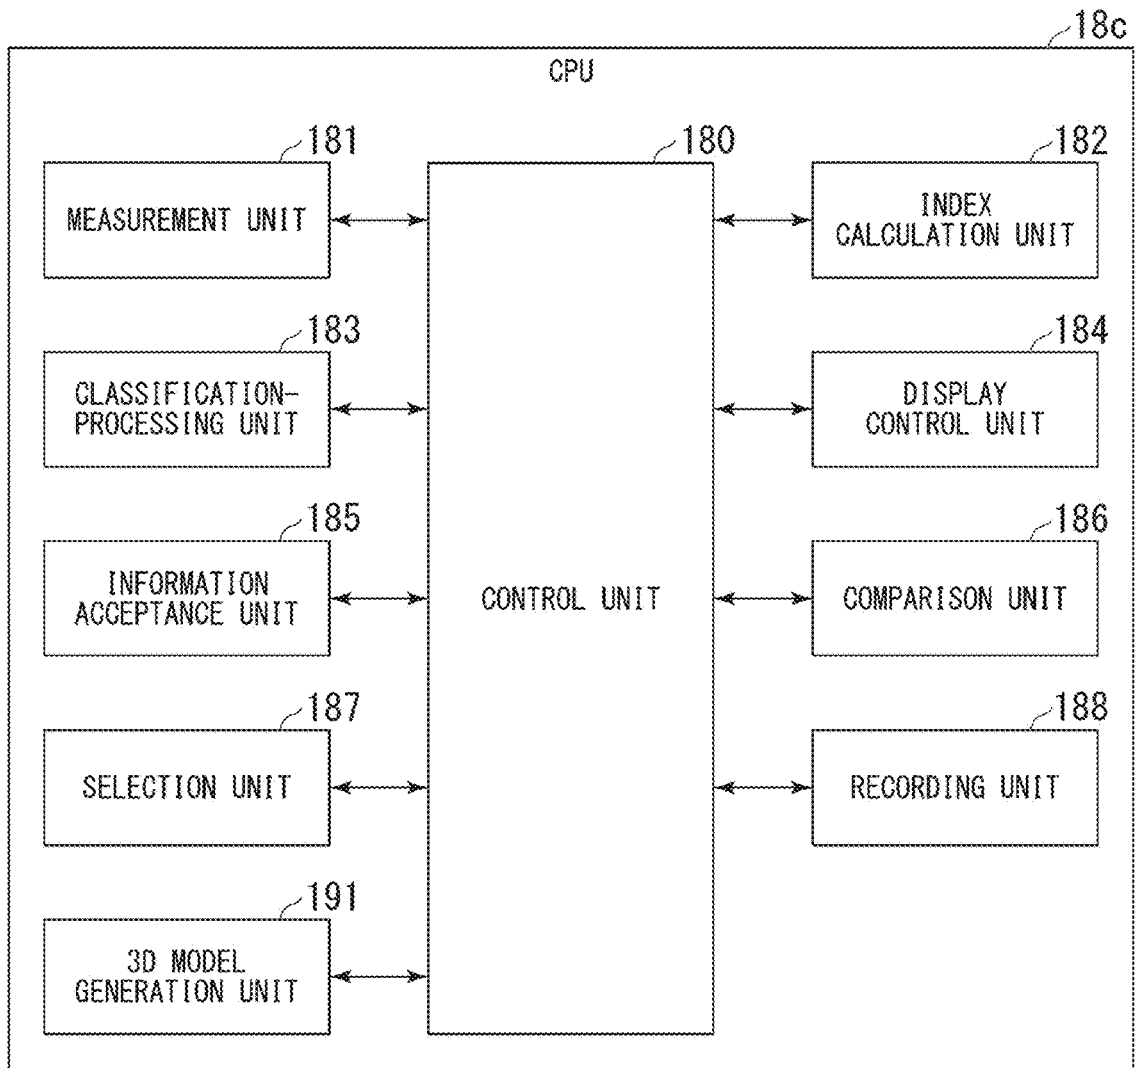 18c
CPU
181
180
182
MEASUREMENT UNIT
INDEX
CALCULATION UNIT
183
184
CLASSIFICATION-
PROCESSING UNIT
DISPLAY
CONTROL UNIT
185
186
INFORMATION
ACCEPTANCE UNIT
CONTROL UNIT
COMPARISON UNIT
187
188
SELECTION UNIT
RECORDING UNIT
191
3D MODEL
GENERATION UNIT